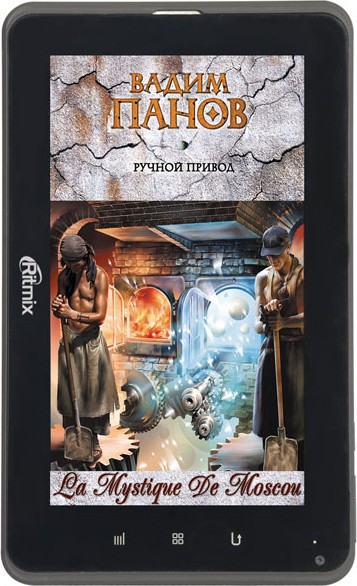 ВАДИМ
ПАНОВ
РУЧНОЙ ПРИВОД
Ritmix
La Mystique De Moscou